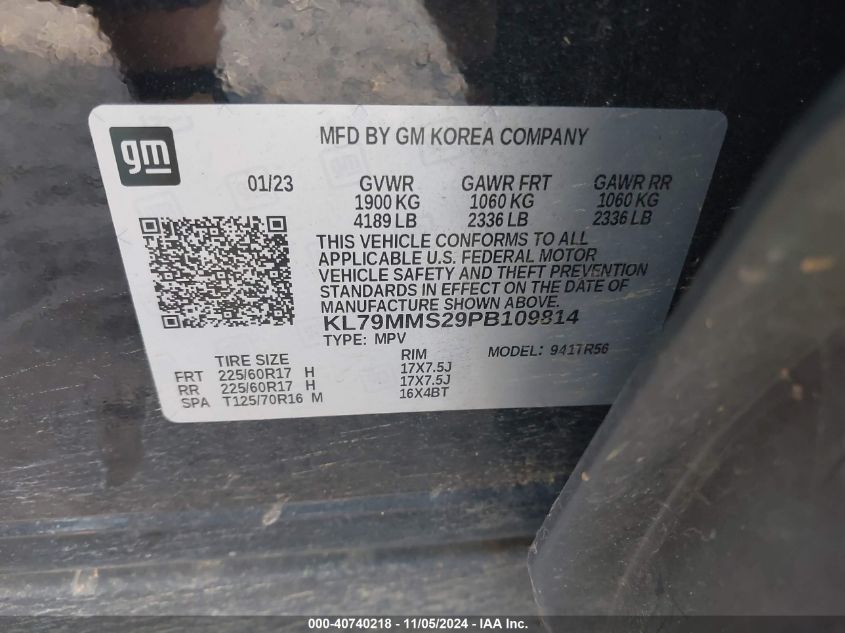 gm
MFD BY GM KOREA COMPANY
01/23 GVWR GAWR FRT GAWR RR
1900 KG 1060 KG 1060 KG
4189 LB 2336 LB 2336 LB
THIS VEHICLE CONFORMS TO ALL
APPLICABLE U.S. FEDERAL MOTOR
VEHICLE SAFETY AND THEFT PREVENTION
STANDARDS IN EFFECT ON THE DATE OF
MANUFACTURE SHOWN ABOVE.
KL79MMS29PB109814
TYPE: MPV MODEL: 941TR56
TIRE SIZE RIM
FRT 225/60R17 H 17X7.5J
RR 225/60R17 H 17X7.5J
SPA T125/70R16 M 16X4BT
000-40740218 - 11/05/2024 - IAA Inc.